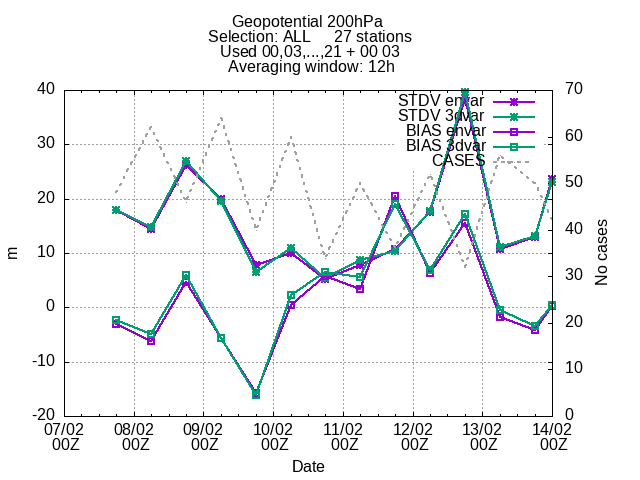 Geopotential 200hPa
Selection: ALL 27 stations
Used 00,03,...,21 + 00 03
Averaging window: 12h
STDV envar
STDV 3dvar
BIAS envar
BIAS 3dvar
CASES
40
30
20
10
0
-10
-20
m
70
60
50
40
30
20
10
0
No cases
07/02 08/02 09/02 10/02 11/02 12/02 13/02 14/02
00Z 00Z 00Z 00Z 00Z 00Z 00Z 00Z
Date